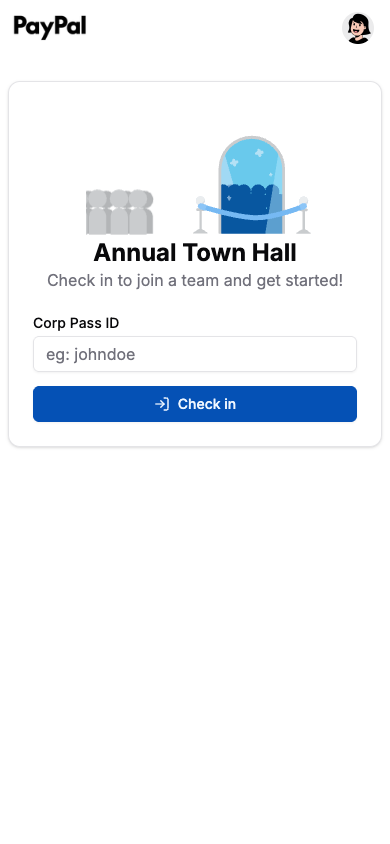 PayPal
Annual Town Hall
Check in to join a team and get started!
Corp Pass ID
eg: johndoe
Check in